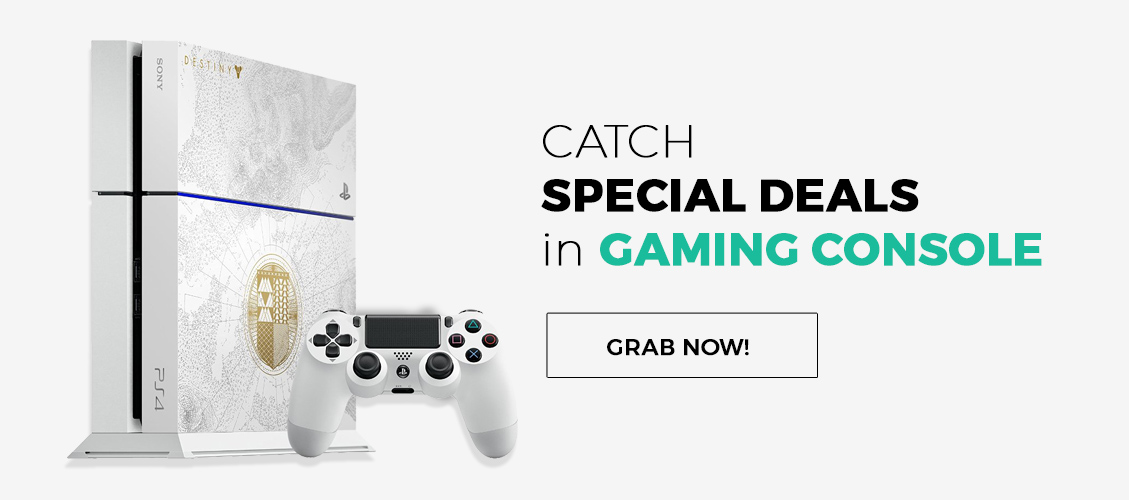 SONY
DESTINY
PS4
CATCH
SPECIAL DEALS
in GAMING CONSOLE
GRAB NOW!